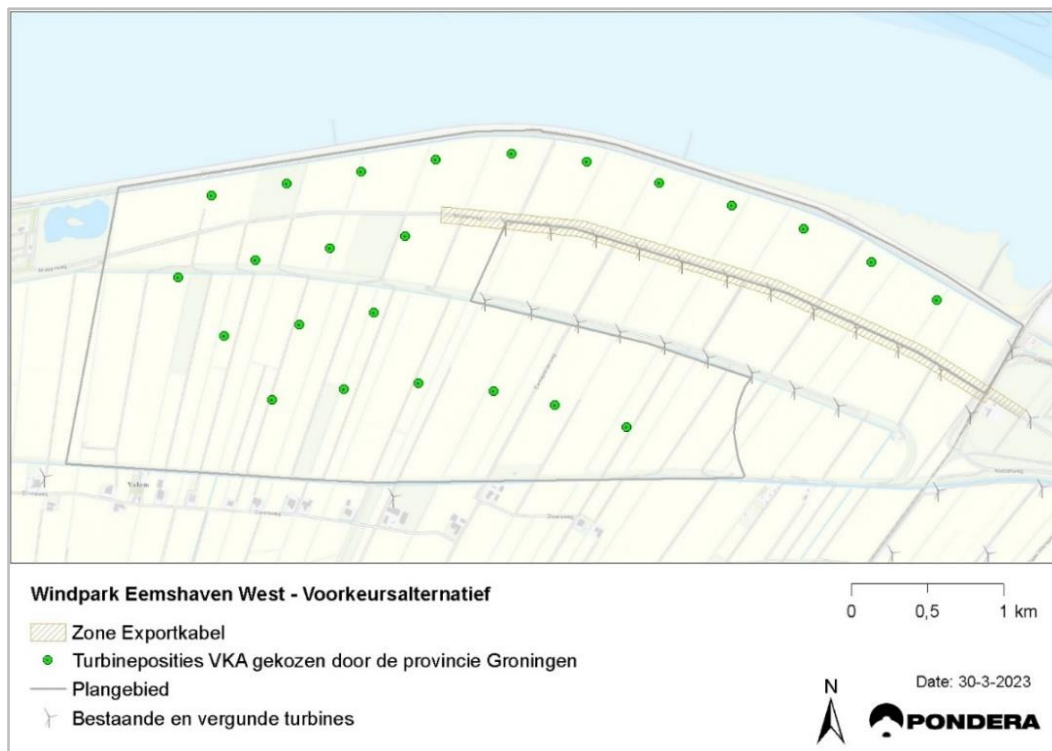 Windpark Eemshaven West - Voorkeursalternatief
Zone Exportkabel
Turbineposities VKA gekozen door de provincie Groningen
Plangebied
Bestaande en vergunde turbines
0 0,5 1 km
N
Date: 30-3-2023
PONDERA